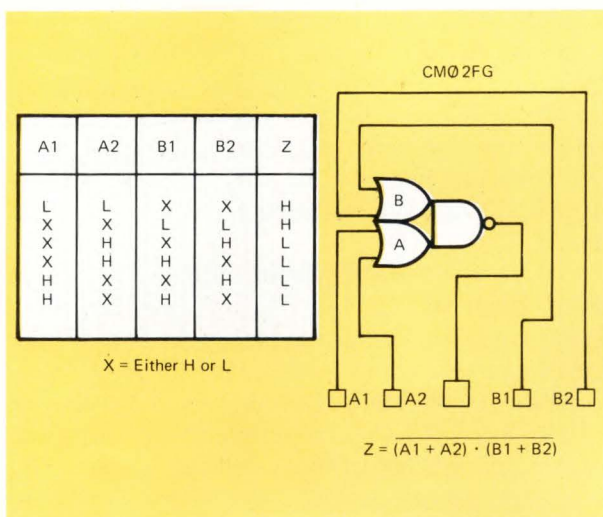 CMØ2FG
A1 A2 B1 B2 Z
L L X X H
X X L L H
X H X H L
X H H X L
H X X H L
H X H X L
X = Either H or L
B
A
A1 A2 B1 B2
Z = (A1 + A2) · (B1 + B2)